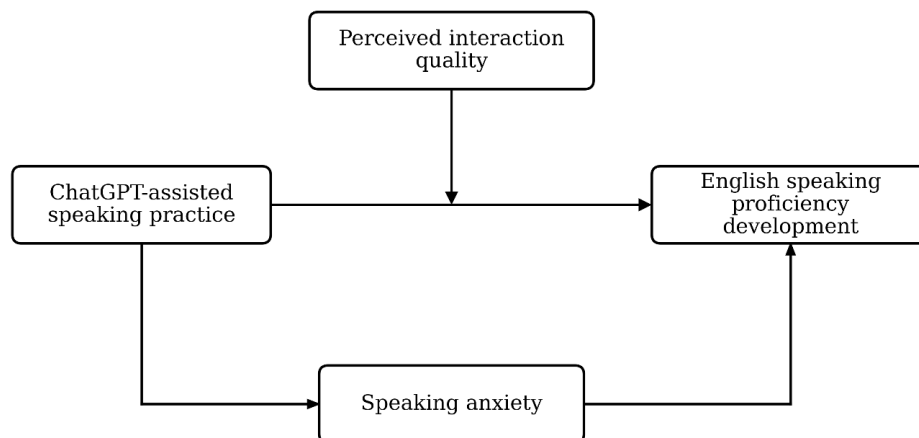 Perceived interaction
quality
ChatGPT-assisted
speaking practice
English speaking
proficiency
development
Speaking anxiety